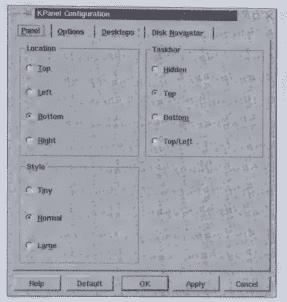 KPanel Configuration
Panel Options Desktops Disk Navigator
Location
Top
Left
Bottom
Right
Taskbar
Hidden
Top
Bottom
Top/Left
Style
Tiny
Normal
Large
Help Default OK Apply Cancel